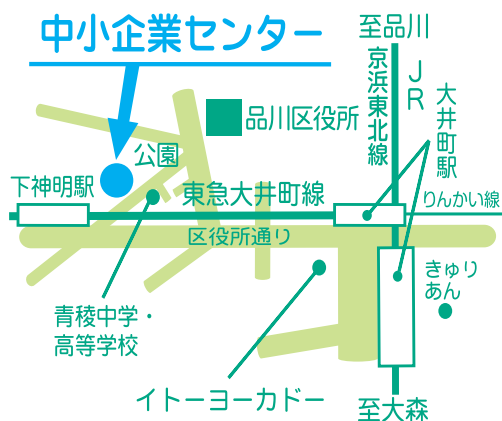 中小企業センター
至品川
京浜東北線
JR
大井町駅
品川区役所
公園
下神明駅
東急大井町線
りんかい線
区役所通り
きゅり
あん
青稜中学・
高等学校
イトーヨーカドー
至大森